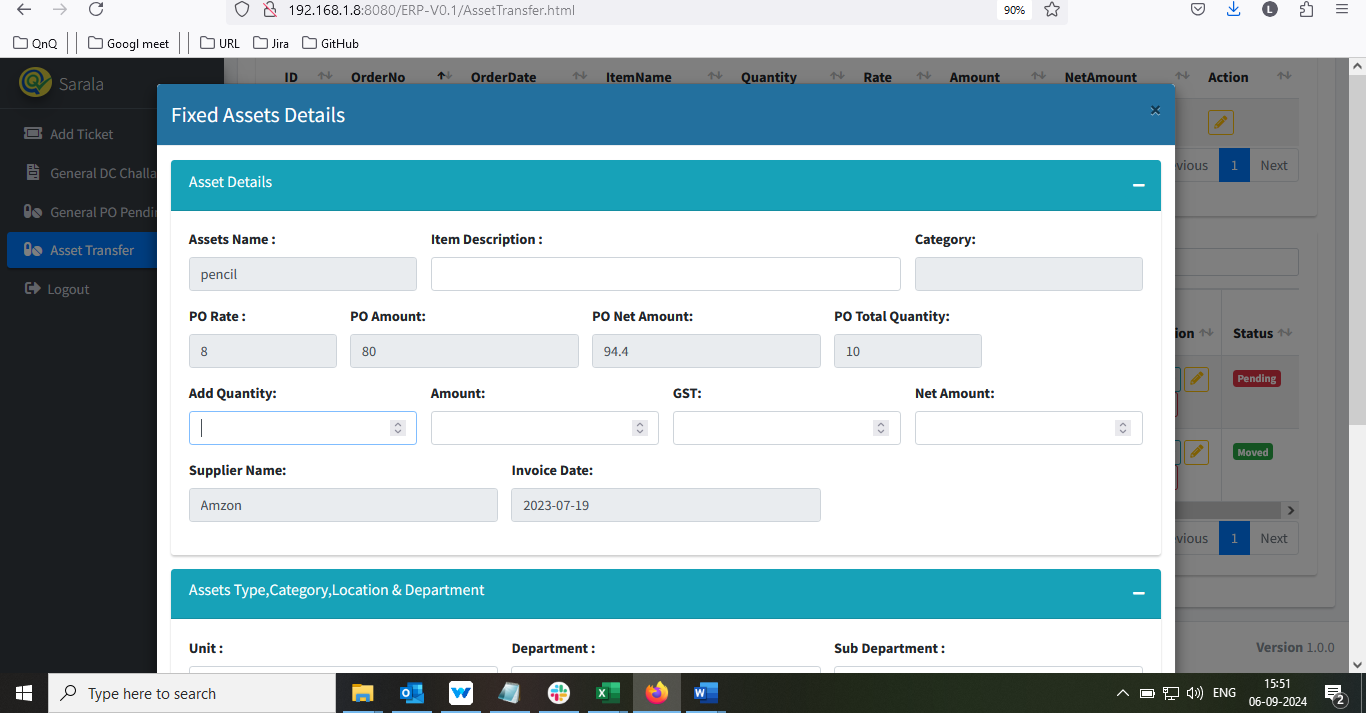 192.168.1.8:8080/ERP-V0.1/AssetTransfer.html 90% L
QnQ Googl meet URL Jira GitHub
Sarala
ID OrderNo OrderDate ItemName Quantity Rate Amount NetAmount Action
Fixed Assets Details ×
Add Ticket
General DC Challa
General PO Pendin
Asset Transfer
Logout
vious 1 Next
Asset Details
Assets Name : Item Description : Category:
pencil
PO Rate : PO Amount: PO Net Amount: PO Total Quantity:
8 80 94.4 10
ion Status
Pending
Add Quantity: Amount: GST: Net Amount:
Moved
Supplier Name: Invoice Date:
Amzon 2023-07-19
vious 1 Next
Assets Type,Category,Location & Department
Unit : Department : Sub Department :
Version 1.0.0
Type here to search
ENG 15:51
06-09-2024 2